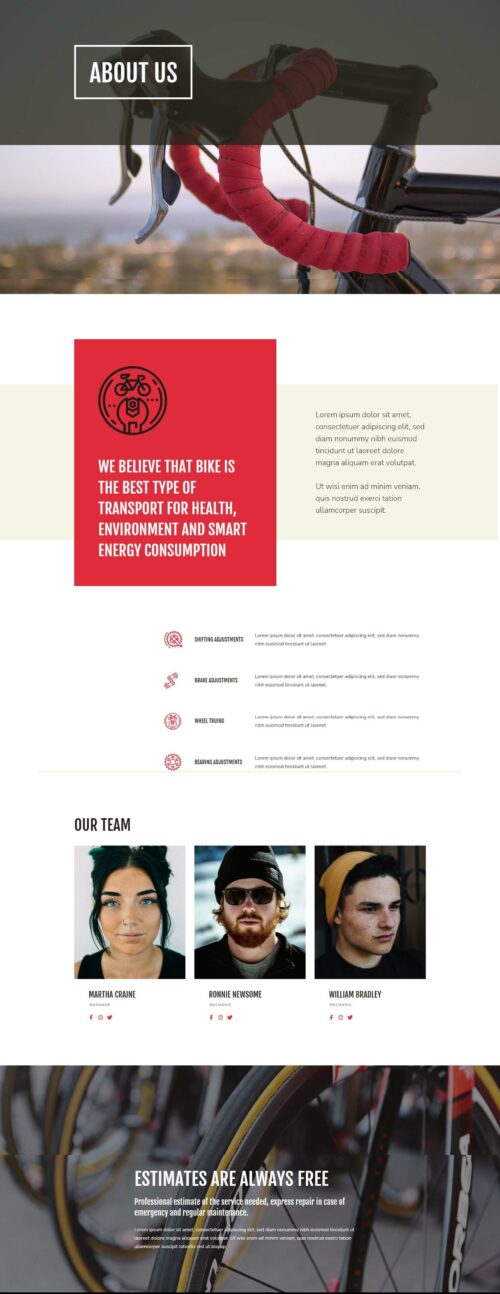 ABOUT US
WE BELIEVE THAT BIKE IS
THE BEST TYPE OF
TRANSPORT FOR HEALTH,
ENVIRONMENT AND SMART
ENERGY CONSUMPTION
Lorem ipsum dolor sit amet,
consectetuer adipiscing elit, sed
diam nonummy nibh euismod
tincidunt ut laoreet dolore
magna aliquam erat volutpat.
Ut wisi enim ad minim veniam,
quis nostrud exerci tation
ullamcorper suscipit.
SHIFTING ADJUSTMENTS
Lorem ipsum dolor sit amet, consectetuer adipiscing elit, sed diam nonummy
nibh euismod tincidunt ut laoreet.
BRAKE ADJUSTMENTS
Lorem ipsum dolor sit amet, consectetuer adipiscing elit, sed diam nonummy
nibh euismod tincidunt ut laoreet.
WHEEL TRUING
Lorem ipsum dolor sit amet, consectetuer adipiscing elit, sed diam nonummy
nibh euismod tincidunt ut laoreet.
BEARING ADJUSTMENTS
Lorem ipsum dolor sit amet, consectetuer adipiscing elit, sed diam nonummy
nibh euismod tincidunt ut laoreet.
OUR TEAM
MARTHA CRAINE
MANAGER
RONNIE NEWSOME
MECHANIC
WILLIAM BRADLEY
MECHANIC
ESTIMATES ARE ALWAYS FREE
Professional estimate of the service needed, express repair in case of
emergency and regular maintenance.
Lorem ipsum dolor sit amet, consectetuer adipiscing elit, sed diam nonummy nibh euismod tincidunt ut
laoreet dolore magna aliquam erat volutpat. Ut wisi enim ad minim veniam, quis nostrud exerci tation
ullamcorper suscipit lobortis nisl ut aliquip.